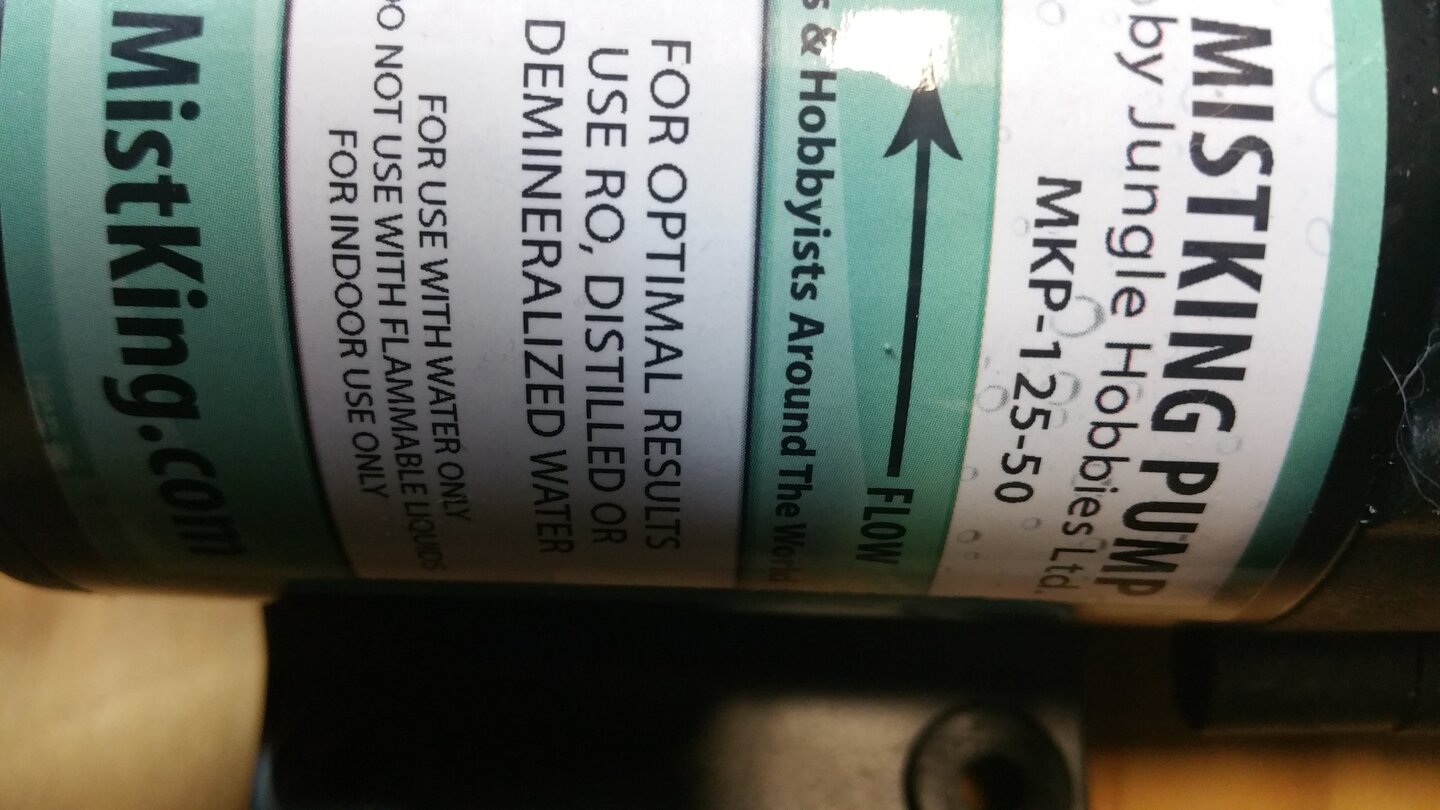 MISTKING PUMP
by Jungle Hobbies Ltd.
MKP-125-50
FLOW
& Hobbyists Around The World
FOR OPTIMAL RESULTS
USE RO, DISTILLED OR
DEMINERALIZED WATER
FOR USE WITH WATER ONLY
DO NOT USE WITH FLAMMABLE LIQUIDS
FOR INDOOR USE ONLY
MistKing.com